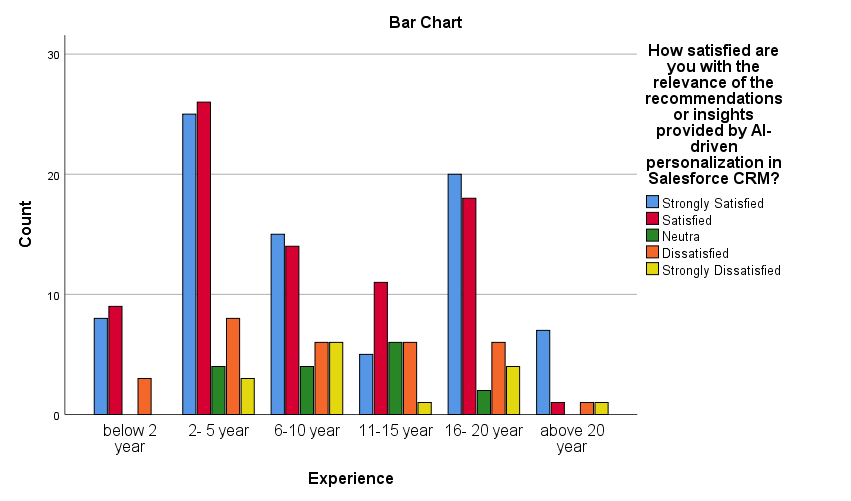 Bar Chart
How satisfied are
you with the
relevance of the
recommendations
or insights
provided by AI-
driven
personalization in
Salesforce CRM?
Strongly Satisfied
Satisfied
Neutra
Dissatisfied
Strongly Dissatisfied
30
20
10
0
Count
below 2
year
2- 5 year
6-10 year
11-15 year
16- 20 year
above 20
year
Experience